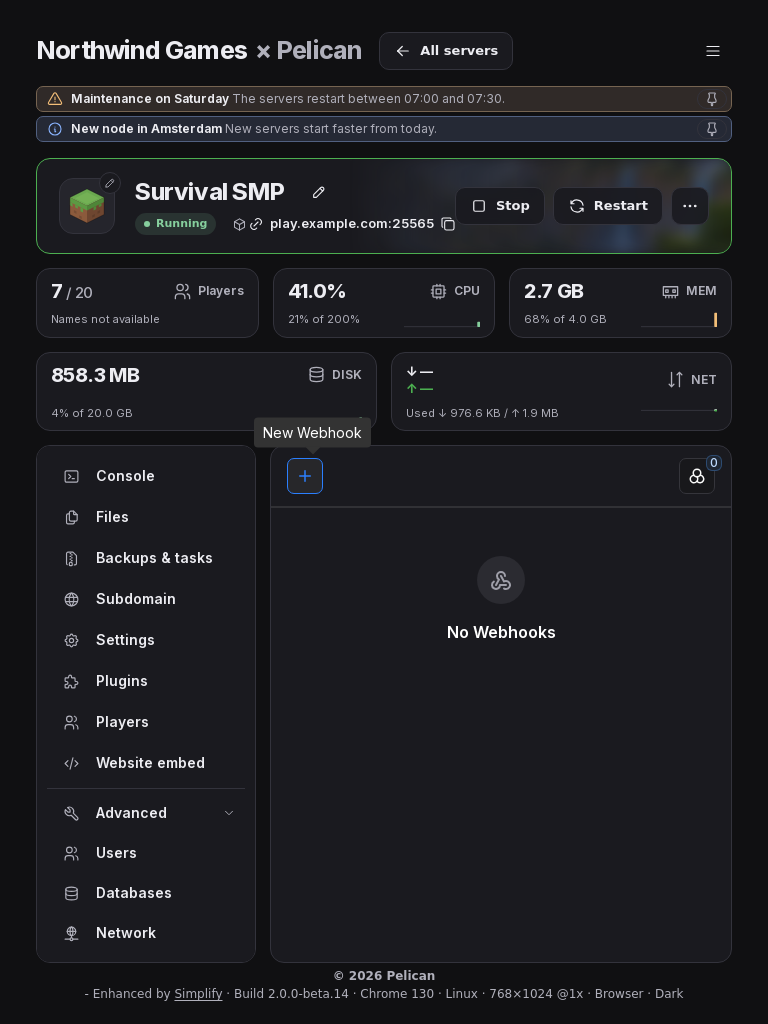 Northwind Games × Pelican
All servers
Maintenance on Saturday The servers restart between 07:00 and 07:30.
New node in Amsterdam New servers start faster from today.
Survival SMP
Running
play.example.com:25565
Stop
Restart
7 / 20
Players
Names not available
41.0%
CPU
21% of 200%
2.7 GB
MEM
68% of 4.0 GB
858.3 MB
DISK
4% of 20.0 GB
↓ —
↑ —
NET
Used ↓ 976.6 KB / ↑ 1.9 MB
New Webhook
0
Console
Files
Backups & tasks
Subdomain
Settings
Plugins
Players
Website embed
Advanced
Users
Databases
Network
No Webhooks
© 2026 Pelican
- Enhanced by Simplify · Build 2.0.0-beta.14 · Chrome 130 · Linux · 768×1024 @1x · Browser · Dark